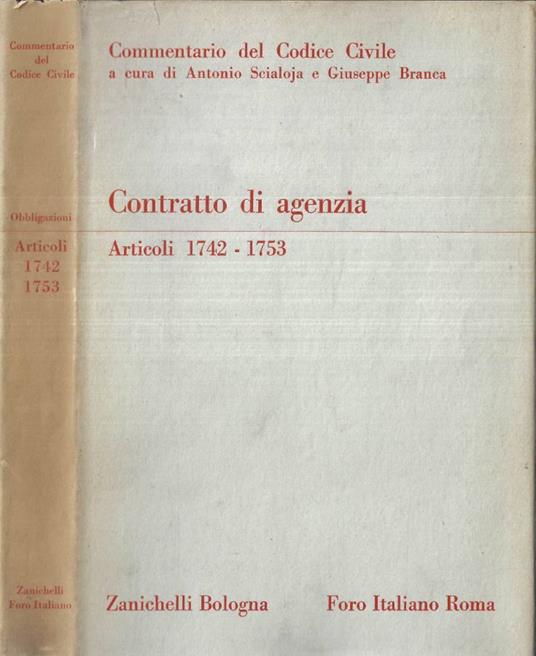 Commentario
del
Codice Civile
Obbligazioni
Articoli
1742
1753
Zanichelli
Foro Italiano
Commentario del Codice Civile
a cura di Antonio Scialoja e Giuseppe Branca
Contratto di agenzia
Articoli 1742 - 1753
Zanichelli Bologna Foro Italiano Roma